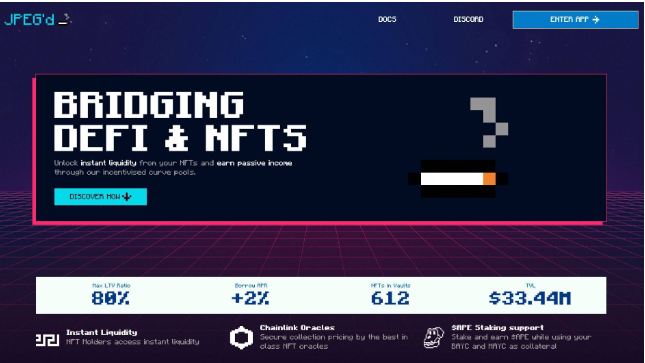 JPEG'd
DOCS
DISCORD
ENTER APP →
BRIDGING
DEFI & NFTS
Unlock instant liquidity from your NFTs and earn passive income
through our incentivised curve pools.
DISCOVER NOW
Max LTV Ratio
80%
Borrow APR
+2%
NFTs in Vaults
612
TVL
$33.44M
Instant Liquidity
NFT Holders access instant liquidity
Chainlink Oracles
Secure collection pricing by the best in
class NFT oracles
$APE Staking support
Stake and earn $APE while using your
BAYC and MAYC as collateral